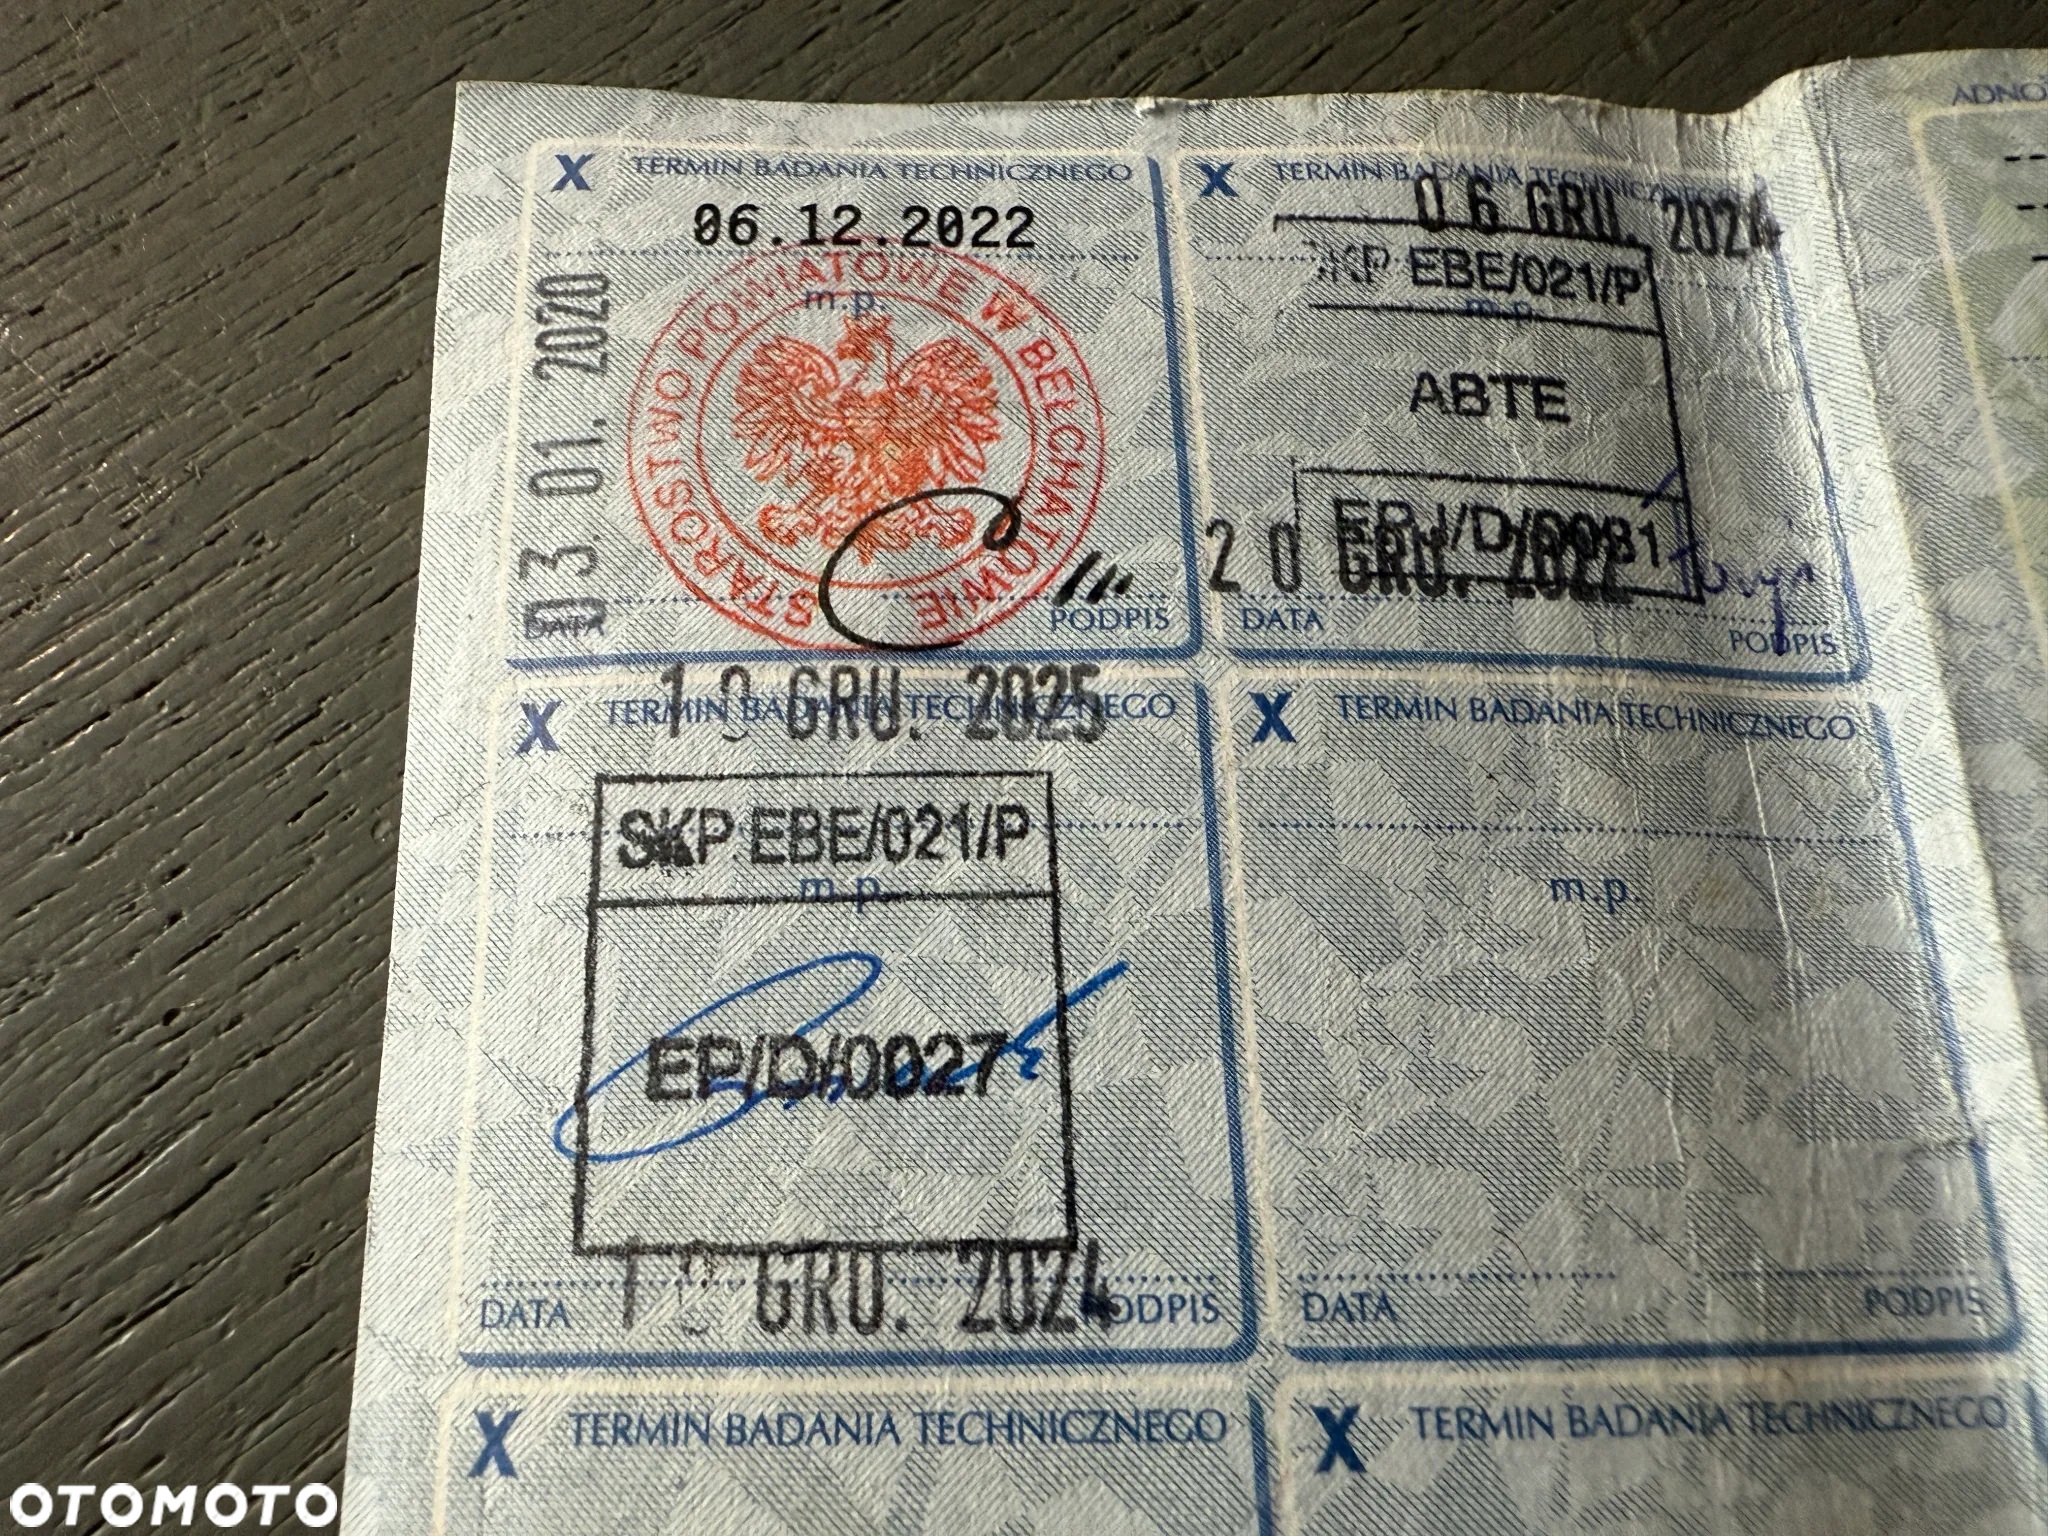 X TERMIN BADANIA TECHNICZNEGO
06.12.2022
m.p.
STAROSTWO POWIATOWE W BEŁCHATOWIE
03. 01. 2020
DATA
PODPIS
X TERMIN BADANIA TECHNICZNEGO
06 GRU. 2024
SKP EBE/021/P
m.p.
ABTE
20 GRU. 2022
DATA
PODPIS
X TERMIN BADANIA TECHNICZNEGO
GRU. 2025
SKP EBE/021/P
m.p.
EP/D/0027
GRU. 2024
DATA
PODPIS
X TERMIN BADANIA TECHNICZNEGO
m.p.
DATA
PODPIS
X TERMIN BADANIA TECHNICZNEGO
X TERMIN BADANIA TECHNICZNEGO
OTOMOTO